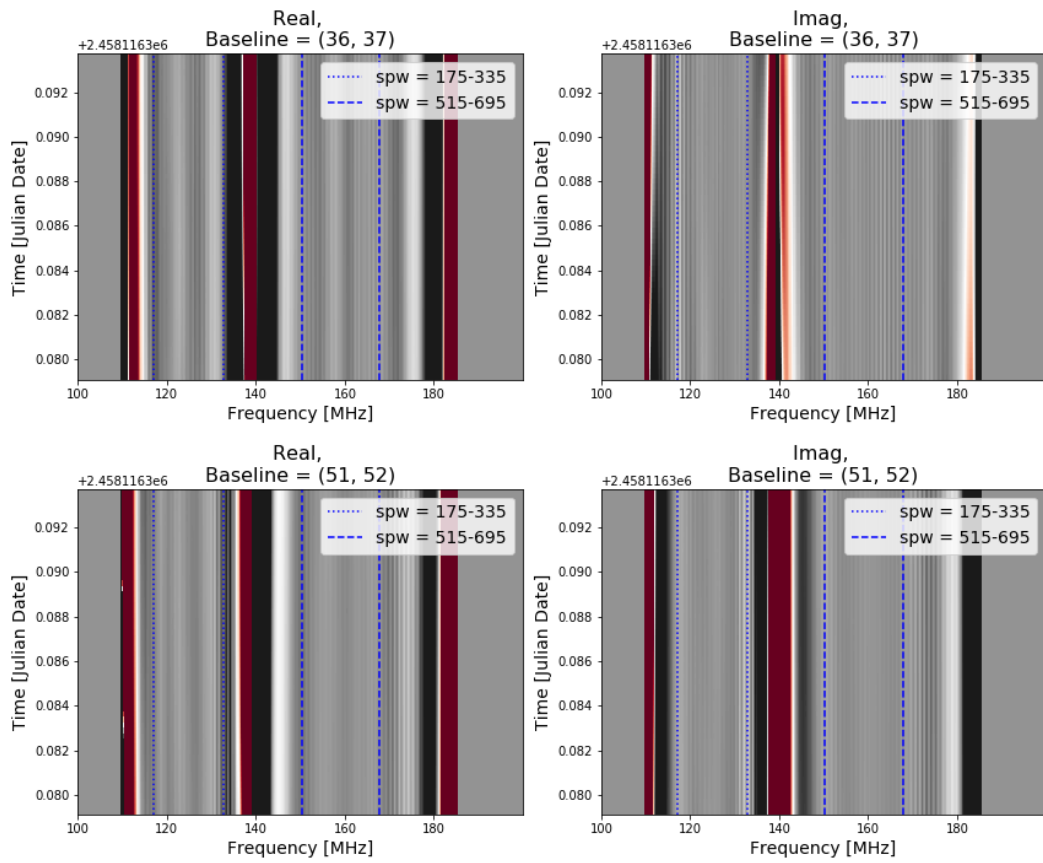 Real,
Baseline = (36, 37)
+2.4581163e6
spw = 175-335
spw = 515-695
0.092
0.090
0.088
0.086
0.084
0.082
0.080
Time [Julian Date]
100 120 140 160 180
Frequency [MHz]
Imag,
Baseline = (36, 37)
+2.4581163e6
spw = 175-335
spw = 515-695
0.092
0.090
0.088
0.086
0.084
0.082
0.080
Time [Julian Date]
100 120 140 160 180
Frequency [MHz]
Real,
Baseline = (51, 52)
+2.4581163e6
spw = 175-335
spw = 515-695
0.092
0.090
0.088
0.086
0.084
0.082
0.080
Time [Julian Date]
100 120 140 160 180
Frequency [MHz]
Imag,
Baseline = (51, 52)
+2.4581163e6
spw = 175-335
spw = 515-695
0.092
0.090
0.088
0.086
0.084
0.082
0.080
Time [Julian Date]
100 120 140 160 180
Frequency [MHz]